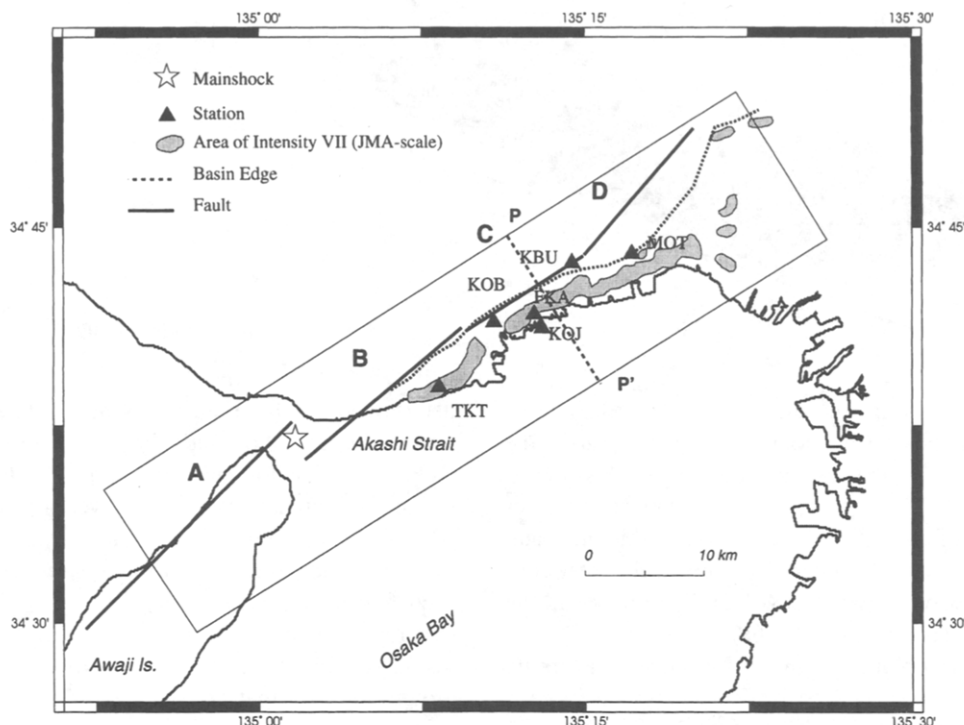 135° 00'
135° 15'
135° 30'
Mainshock
Station
Area of Intensity VII (JMA-scale)
Basin Edge
Fault
D
P
34° 45'
34° 45'
C
KBU
MOT
KOB
FKA
KOJ
B
P'
TKT
Akashi Strait
A
0
10 km
34° 30'
34° 30'
Osaka Bay
Awaji Is.
135° 00'
135° 15'
135° 30'